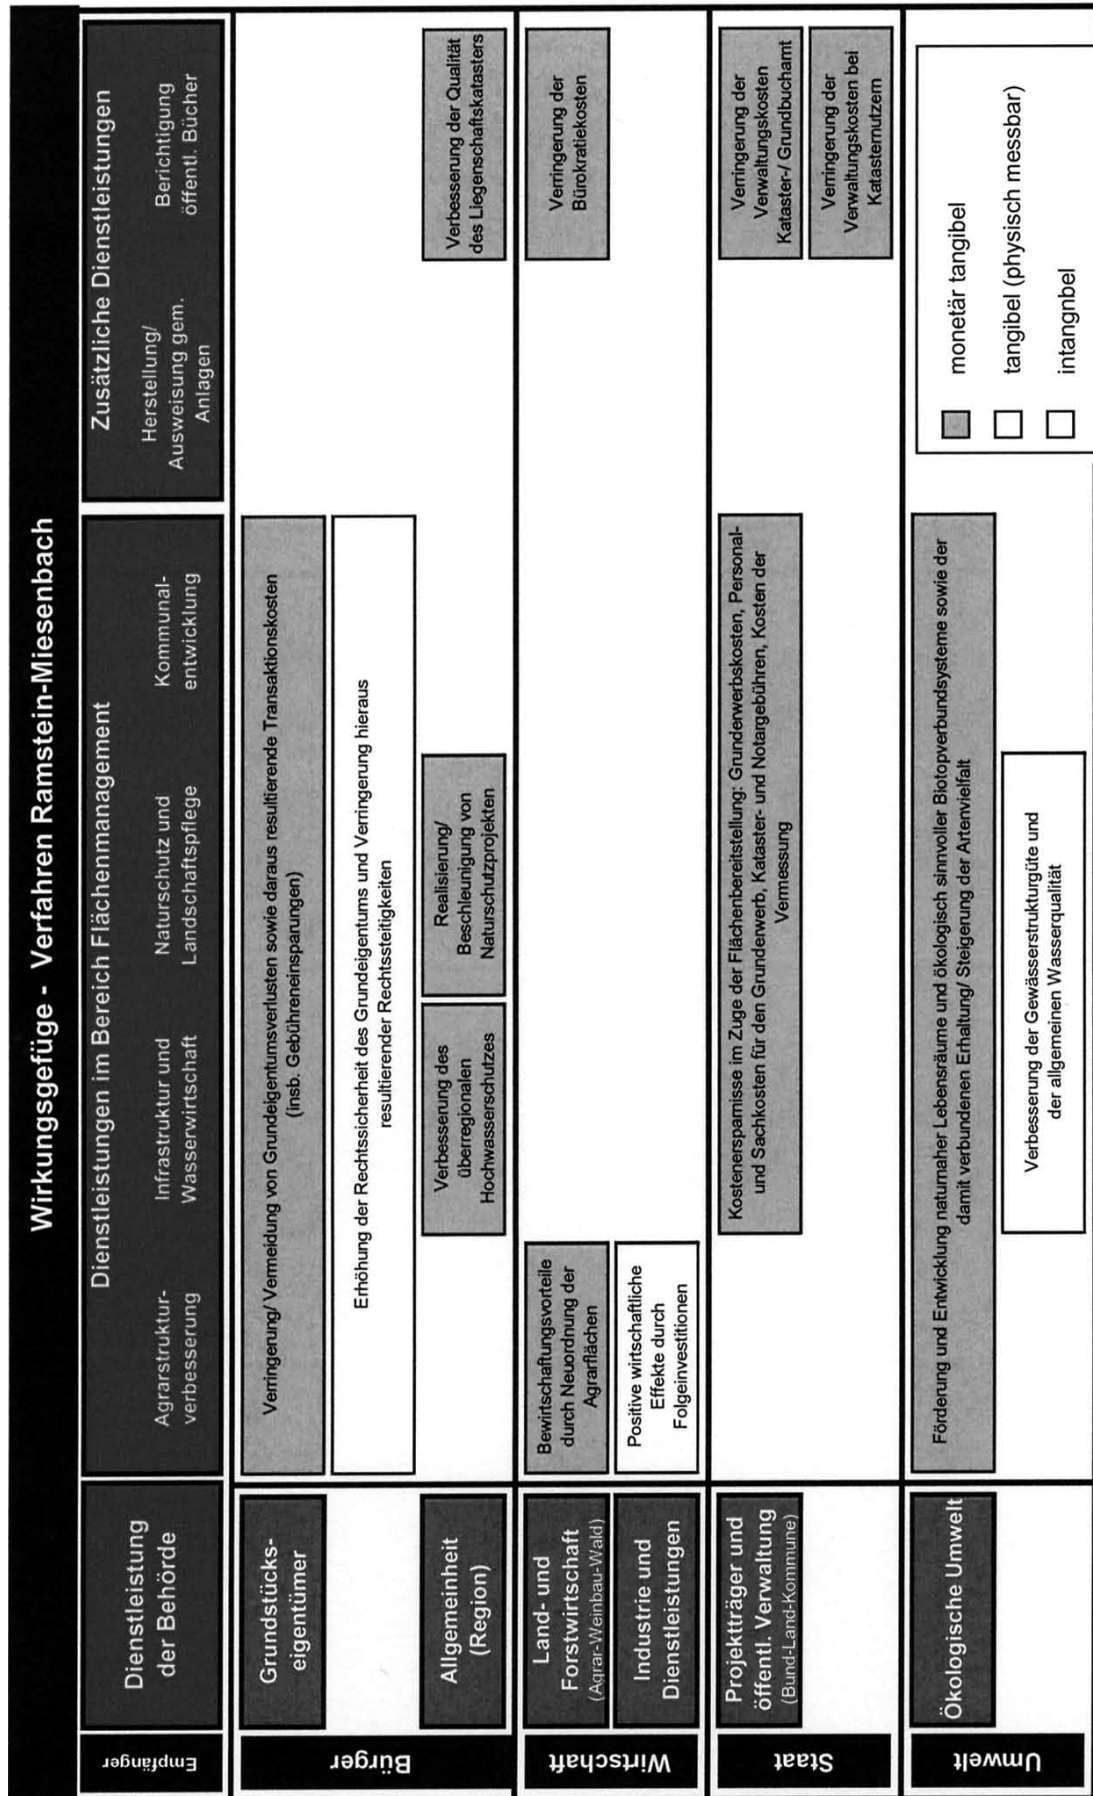 Wirkungsgefüge - Verfahren Ramstein-Miesenbach
Empfänger
Dienstleistung
der Behörde
Dienstleistungen im Bereich Flächenmanagement
Agrarstruktur-
verbesserung
Infrastruktur und
Wasserwirtschaft
Naturschutz und
Landschaftspflege
Kommunal-
entwicklung
Zusätzliche Dienstleistungen
Herstellung/
Ausweisung gem.
Anlagen
Berichtigung
öffentl. Bücher
Bürger
Grundstücks-
eigentümer
Verringerung/ Vermeidung von Grundeigentumsverlusten sowie daraus resultierende Transaktionskosten
(insb. Gebühreneinsparungen)
Erhöhung der Rechtssicherheit des Grundeigentums und Verringerung hieraus
resultierender Rechtssteitigkeiten
Allgemeinheit
(Region)
Verbesserung des
überregionalen
Hochwasserschutzes
Realisierung/
Beschleunigung von
Naturschutzprojekten
Verbesserung der Qualität
des Liegenschaftskatasters
Wirtschaft
Land- und
Forstwirtschaft
(Agrar-Weinbau-Wald)
Bewirtschaftungsvorteile
durch Neuordnung der
Agrarflächen
Verringerung der
Bürokratiekosten
Industrie und
Dienstleistungen
Positive wirtschaftliche
Effekte durch
Folgeinvestitionen
Staat
Projektträger und
öffentl. Verwaltung
(Bund-Land-Kommune)
Kostenersparnisse im Zuge der Flächenbereitstellung: Grunderwerbskosten, Personal-
und Sachkosten für den Grunderwerb, Kataster- und Notargebühren, Kosten der
Vermessung
Verringerung der
Verwaltungskosten
Kataster-/ Grundbuchamt
Verringerung der
Verwaltungskosten bei
Katasternutzern
Umwelt
Ökologische Umwelt
Förderung und Entwicklung naturnaher Lebensräume und ökologisch sinnvoller Biotopverbundsysteme sowie der
damit verbundenen Erhaltung/ Steigerung der Artenvielfalt
Verbesserung der Gewässerstrukturgüte und
der allgemeinen Wasserqualität
monetär tangibel
tangibel (physisch messbar)
intangnbel